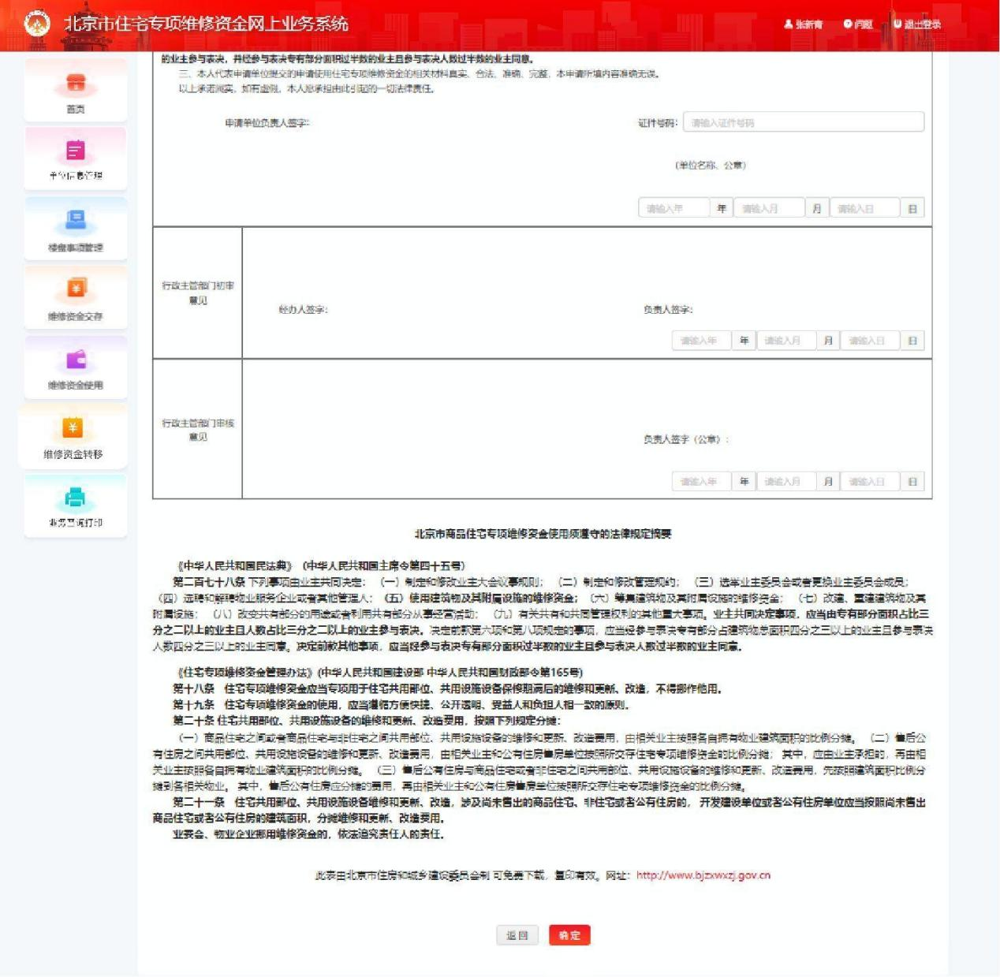 北京市住宅专项维修资金网上业务系统
张新青 问题 退出登录
首页
单位信息管理
楼盘事项管理
维修资金交存
维修资金使用
维修资金转移
业务查询打印
的业主参与表决，并经参与表决专有部分面积过半数的业主且参与表决人数过半数的业主同意。
三、本人代表申请单位提交的申请使用住宅专项维修资金的相关材料真实、合法、准确、完整，本申请所填内容准确无误。
以上承诺属实，如有虚假，本人愿承担由此引起的一切法律责任。
申请单位负责人签字: 证件号码： 请输入证件号码
(单位名称、公章)
请输入年 年 请输入月 月 请输入日 日
行政主管部门初审
意见
经办人签字： 负责人签字：
请输入年 年 请输入月 月 请输入日 日
行政主管部门审核
意见
负责人签字（公章）:
请输入年 年 请输入月 月 请输入日 日
北京市商品住宅专项维修资金使用须遵守的法律规定摘要
《中华人民共和国民法典》（中华人民共和国主席令第四十五号）
第二百七十八条 下列事项由业主共同决定：（一）制定和修改业主大会议事规则；（二）制定和修改管理规约；（三）选举业主委员会或者更换业主委员会成员；
（四）选聘和解聘物业服务企业或者其他管理人；（五）使用建筑物及其附属设施的维修资金；（六）筹集建筑物及其附属设施的维修资金；（七）改建、重建建筑物及其
附属设施；（八）改变共有部分的用途或者利用共有部分从事经营活动；（九）有关共有和共同管理权利的其他重大事项。业主共同决定事项，应当由专有部分面积占比三
分之二以上的业主且人数占比三分之二以上的业主参与表决。决定前款第六项和第八项规定的事项，应当经参与表决专有部分占建筑物总面积四分之三以上的业主且参与表决
人数四分之三以上的业主同意。决定前款其他事项，应当经参与表决专有部分面积过半数的业主且参与表决人数过半数的业主同意。
《住宅专项维修资金管理办法》(中华人民共和国建设部 中华人民共和国财政部令第165号)
第十八条 住宅专项维修资金应当专项用于住宅共用部位、共用设施设备保修期满后的维修和更新、改造，不得挪作他用。
第十九条 住宅专项维修资金的使用，应当遵循方便快捷、公开透明、受益人和负担人相一致的原则。
第二十条 住宅共用部位、共用设施设备的维修和更新、改造费用，按照下列规定分摊：
（一）商品住宅之间或者商品住宅与非住宅之间共用部位、共用设施设备的维修和更新、改造费用，由相关业主按照各自拥有物业建筑面积的比例分摊。（二）售后公
有住房之间共用部位、共用设施设备的维修和更新、改造费用，由相关业主和公有住房售房单位按照所交存住宅专项维修资金的比例分摊；其中，应由业主承担的，再由相
关业主按照各自拥有物业建筑面积的比例分摊。（三）售后公有住房与商品住宅或者非住宅之间共用部位、共用设施设备的维修和更新、改造费用，先按照建筑面积比例分
摊到各相关物业。其中，售后公有住房应分摊的费用，再由相关业主和公有住房售房单位按照所交存住宅专项维修资金的比例分摊。
第二十一条 住宅共用部位、共用设施设备维修和更新、改造，涉及尚未售出的商品住宅、非住宅或者公有住房的， 开发建设单位或者公有住房单位应当按照尚未售出
商品住宅或者公有住房的建筑面积，分摊维修和更新、改造费用。
业委会、物业企业挪用维修资金的，依法追究责任人的责任。
此表由北京市住房和城乡建设委员会制 可免费下载，复印有效。网址：http://www.bjzxwxzj.gov.cn
返回 确定